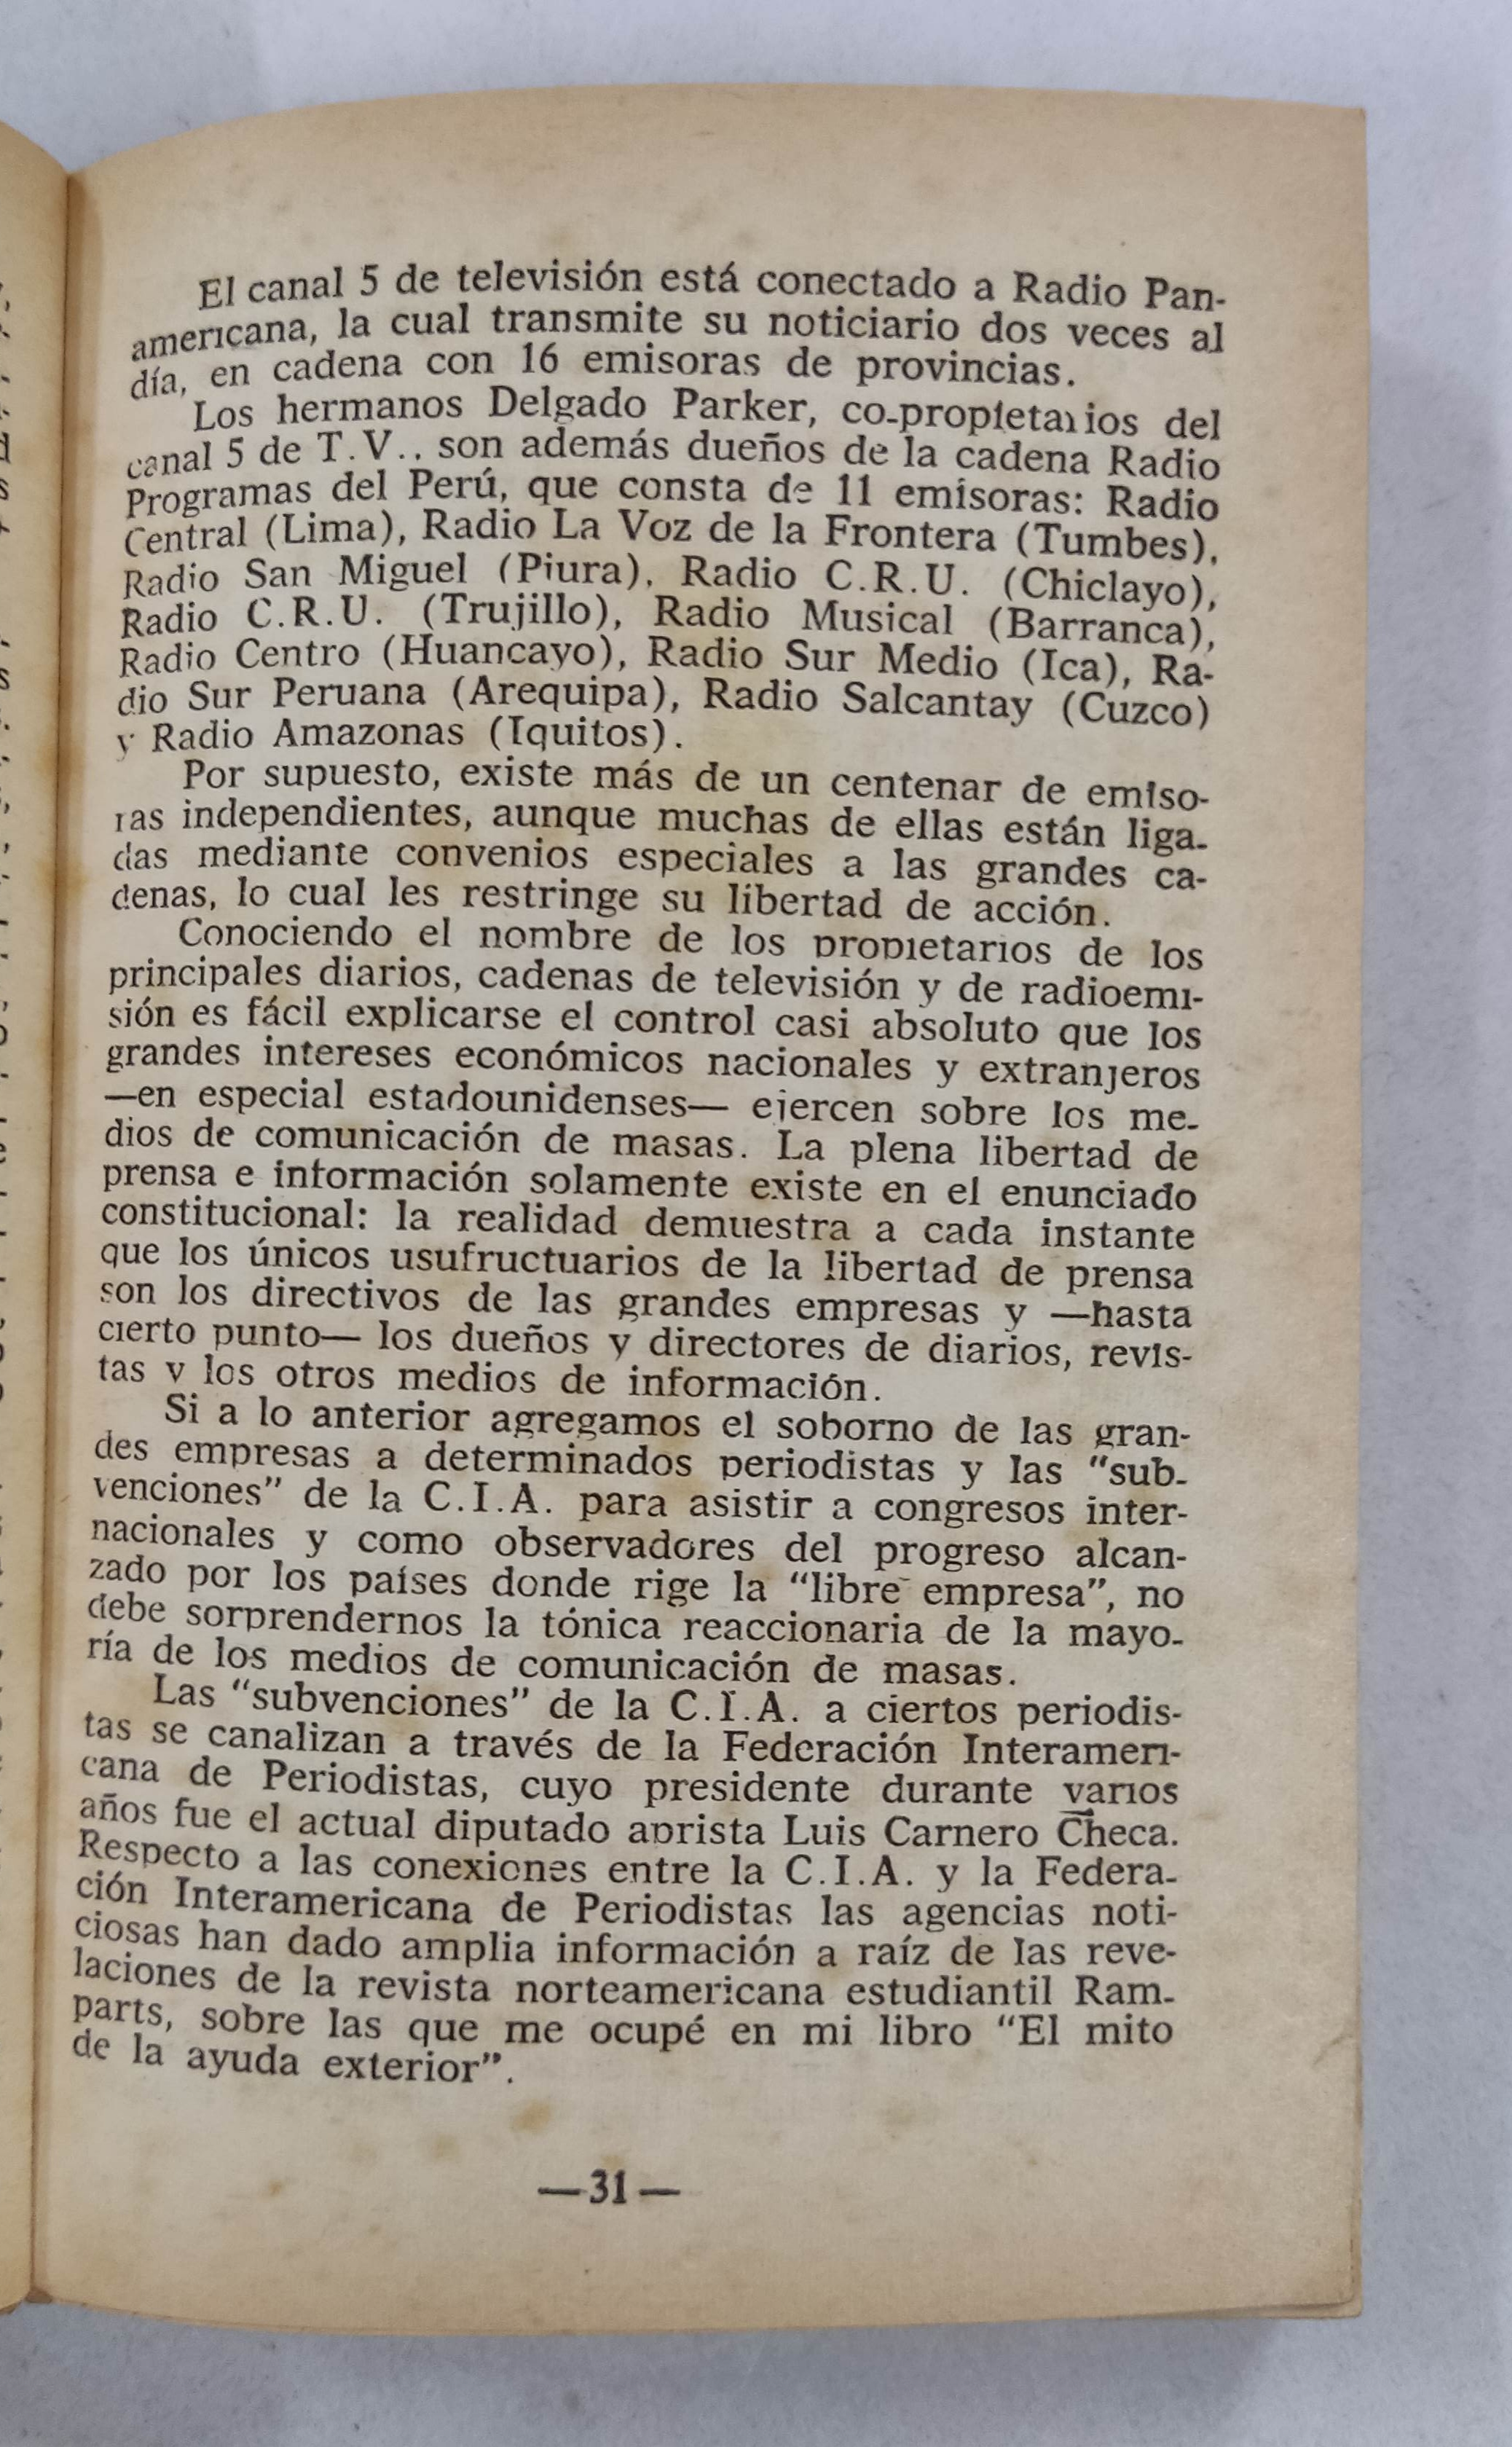 El canal 5 de televisión está conectado a Radio Pan-
americana, la cual transmite su noticiario dos veces al
día, en cadena con 16 emisoras de provincias.
Los hermanos Delgado Parker, co-propietarios del
canal 5 de T.V., son además dueños de la cadena Radio
Programas del Perú, que consta de 11 emisoras: Radio
Central (Lima), Radio La Voz de la Frontera (Tumbes),
Radio San Miguel (Piura), Radio C.R.U. (Chiclayo),
Radio C.R.U. (Trujillo), Radio Musical (Barranca),
Radio Centro (Huancayo), Radio Sur Medio (Ica), Ra-
dio Sur Peruana (Arequipa), Radio Salcantay (Cuzco)
y Radio Amazonas (Iquitos).
Por supuesto, existe más de un centenar de emiso-
ras independientes, aunque muchas de ellas están liga-
das mediante convenios especiales a las grandes ca-
denas, lo cual les restringe su libertad de acción.
Conociendo el nombre de los propietarios de los
principales diarios, cadenas de televisión y de radioemi-
sión es fácil explicarse el control casi absoluto que los
grandes intereses económicos nacionales y extranjeros
—en especial estadounidenses— ejercen sobre los me-
dios de comunicación de masas. La plena libertad de
prensa e información solamente existe en el enunciado
constitucional: la realidad demuestra a cada instante
que los únicos usufructuarios de la libertad de prensa
son los directivos de las grandes empresas y —hasta
cierto punto— los dueños y directores de diarios, revis-
tas y los otros medios de información.
Si a lo anterior agregamos el soborno de las gran-
des empresas a determinados periodistas y las “sub-
venciones” de la C.I.A. para asistir a congresos inter-
nacionales y como observadores del progreso alcan-
zado por los países donde rige la “libre empresa”, no
debe sorprendernos la tónica reaccionaria de la mayo-
ría de los medios de comunicación de masas.
Las “subvenciones” de la C.I.A. a ciertos periodis-
tas se canalizan a través de la Federación Interameri-
cana de Periodistas, cuyo presidente durante varios
años fue el actual diputado aprista Luis Carnero Checa.
Respecto a las conexiones entre la C.I.A. y la Federa-
ción Interamericana de Periodistas las agencias noti-
ciosas han dado amplia información a raíz de las reve-
laciones de la revista norteamericana estudiantil Ram-
parts, sobre las que me ocupé en mi libro “El mito
de la ayuda exterior”.
—31—